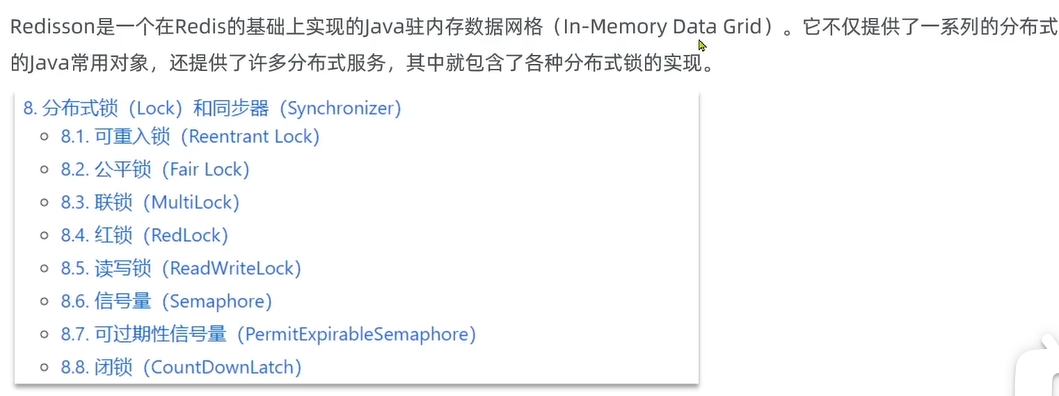 Redisson是一个在Redis的基础上实现的Java驻内存数据网格（In-Memory Data Grid）。它不仅提供了一系列的分布式
的Java常用对象，还提供了许多分布式服务，其中就包含了各种分布式锁的实现。
8. 分布式锁（Lock）和同步器（Synchronizer）
8.1. 可重入锁（Reentrant Lock）
8.2. 公平锁（Fair Lock）
8.3. 联锁（MultiLock）
8.4. 红锁（RedLock）
8.5. 读写锁（ReadWriteLock）
8.6. 信号量（Semaphore）
8.7. 可过期性信号量（PermitExpirableSemaphore）
8.8. 闭锁（CountDownLatch）